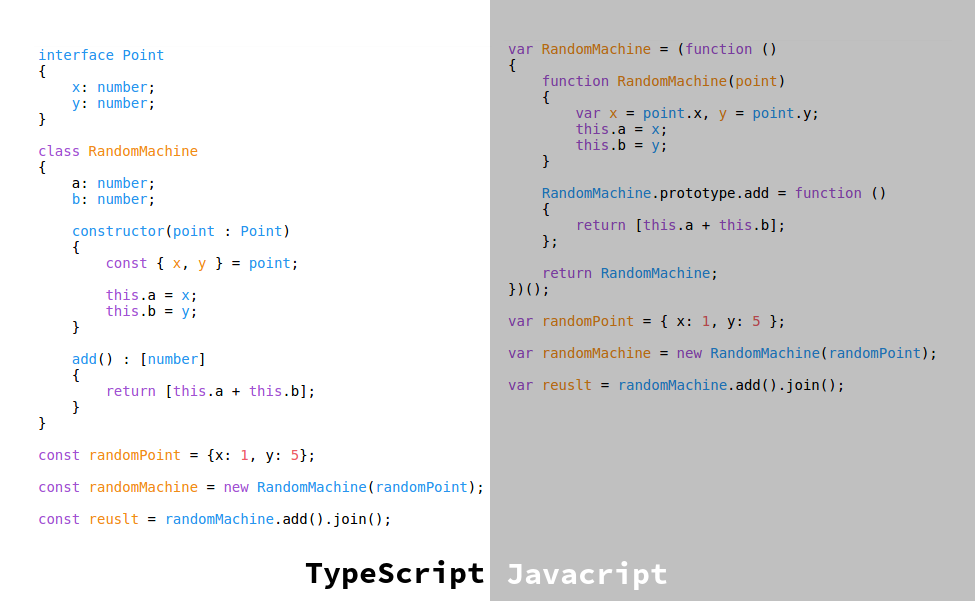 interface Point
{
    x: number;
    y: number;
}
class RandomMachine
{
    a: number;
    b: number;
    constructor(point : Point)
    {
        const { x, y } = point;
        this.a = x;
        this.b = y;
    }
    add() : [number]
    {
        return [this.a + this.b];
    }
}
const randomPoint = {x: 1, y: 5};
const randomMachine = new RandomMachine(randomPoint);
const reuslt = randomMachine.add().join();
TypeScript
var RandomMachine = (function ()
{
    function RandomMachine(point)
    {
        var x = point.x, y = point.y;
        this.a = x;
        this.b = y;
    }
    RandomMachine.prototype.add = function ()
    {
        return [this.a + this.b];
    };
    return RandomMachine;
})();
var randomPoint = { x: 1, y: 5 };
var randomMachine = new RandomMachine(randomPoint);
var reuslt = randomMachine.add().join();
Javacript